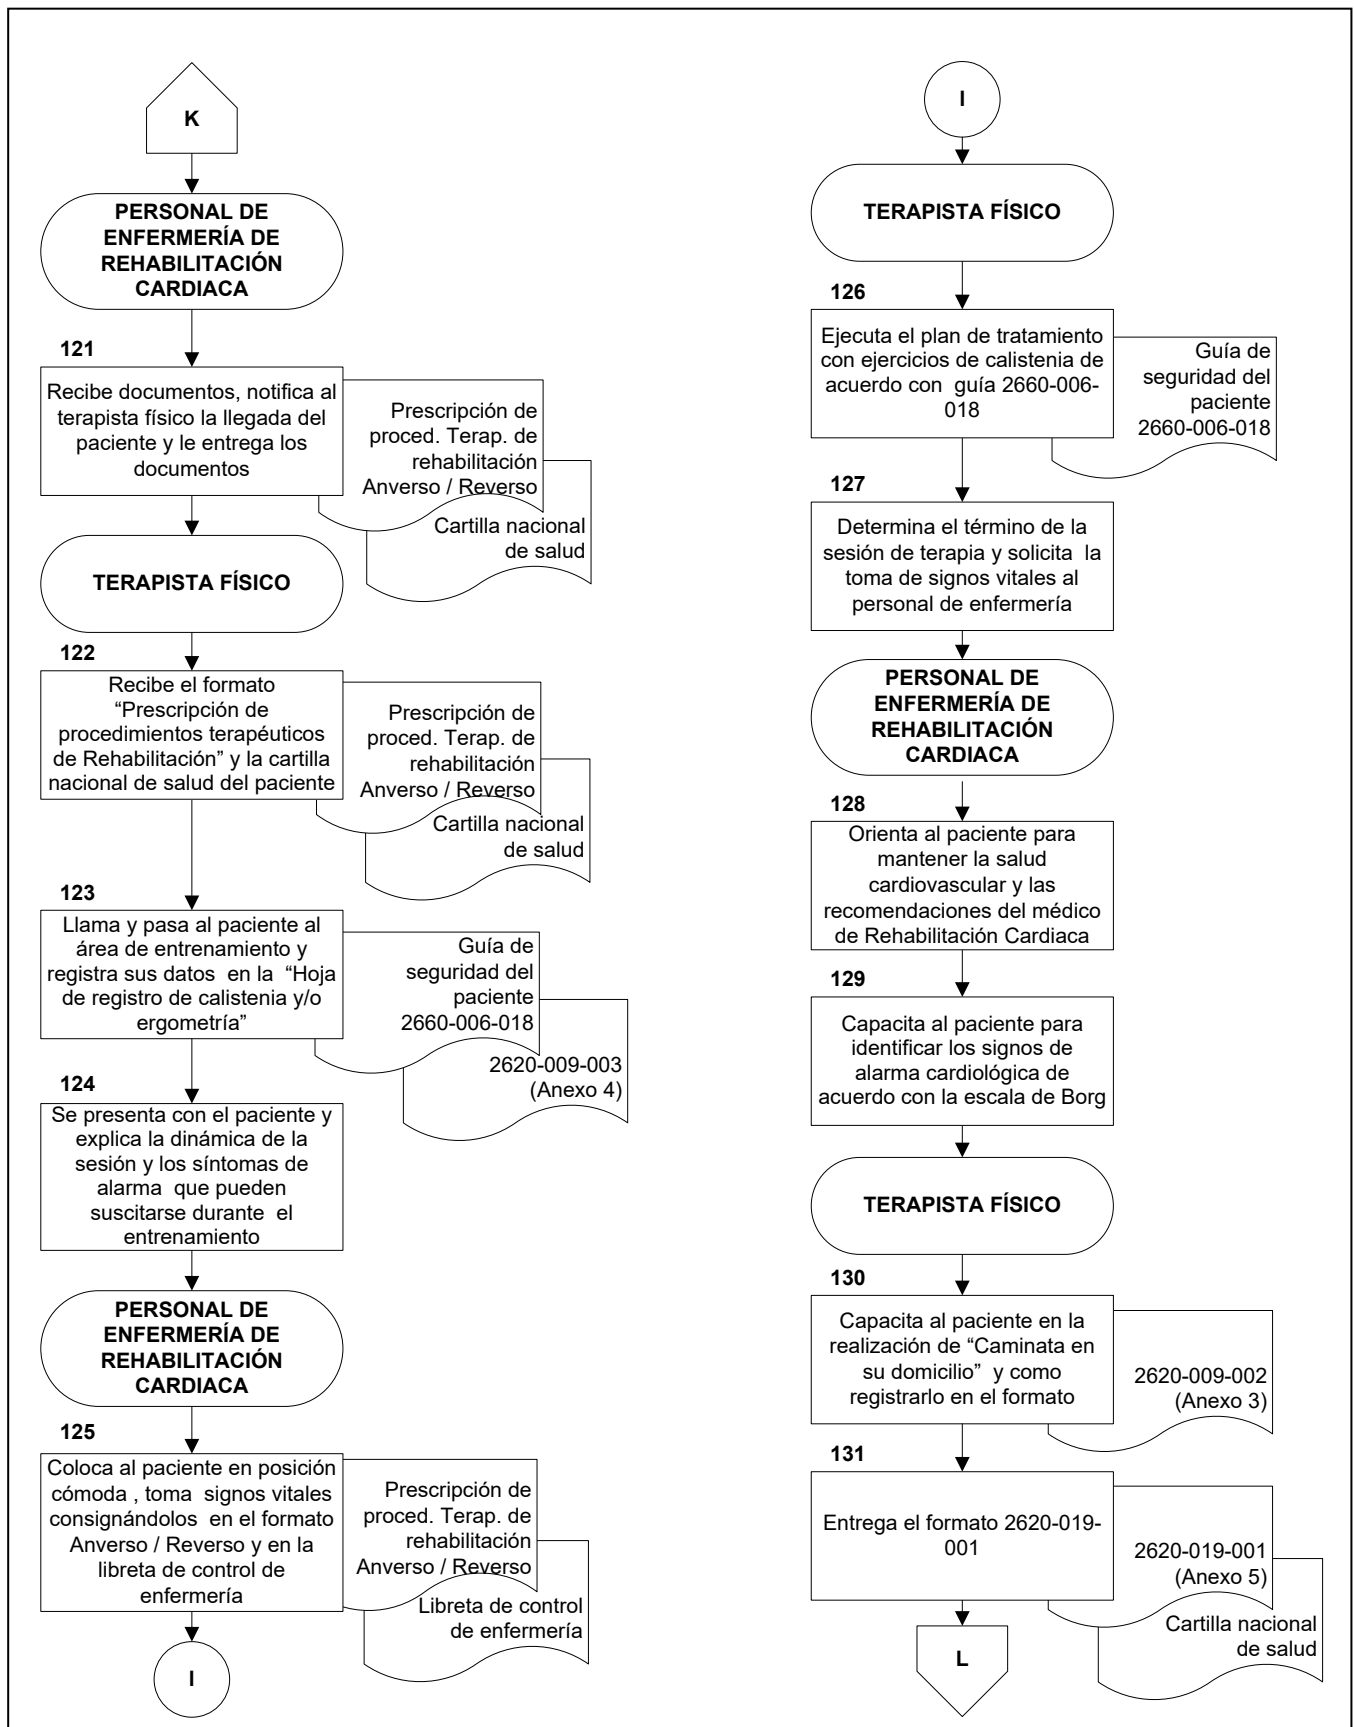 K
PERSONAL DE
ENFERMERÍA DE
REHABILITACIÓN
CARDIACA
121
Recibe documentos, notifica al
terapista físico la llegada del
paciente y le entrega los
documentos
Prescripción de
proced. Terap. de
rehabilitación
Anverso / Reverso
Cartilla nacional
de salud
TERAPISTA FÍSICO
122
Recibe el formato
“Prescripción de
procedimientos terapéuticos
de Rehabilitación” y la cartilla
nacional de salud del paciente
Prescripción de
proced. Terap. de
rehabilitación
Anverso / Reverso
Cartilla nacional
de salud
123
Llama y pasa al paciente al
área de entrenamiento y
registra sus datos en la “Hoja
de registro de calistenia y/o
ergometría”
Guía de
seguridad del
paciente
2660-006-018
2620-009-003
(Anexo 4)
124
Se presenta con el paciente y
explica la dinámica de la
sesión y los síntomas de
alarma que pueden
suscitarse durante el
entrenamiento
PERSONAL DE
ENFERMERÍA DE
REHABILITACIÓN
CARDIACA
125
Coloca al paciente en posición
cómoda , toma signos vitales
consignándolos en el formato
Anverso / Reverso y en la
libreta de control de
enfermería
Prescripción de
proced. Terap. de
rehabilitación
Anverso / Reverso
Libreta de control
de enfermería
I
I
TERAPISTA FÍSICO
126
Ejecuta el plan de tratamiento
con ejercicios de calistenia de
acuerdo con guía 2660-006-
018
Guía de
seguridad del
paciente
2660-006-018
127
Determina el término de la
sesión de terapia y solicita la
toma de signos vitales al
personal de enfermería
PERSONAL DE
ENFERMERÍA DE
REHABILITACIÓN
CARDIACA
128
Orienta al paciente para
mantener la salud
cardiovascular y las
recomendaciones del médico
de Rehabilitación Cardiaca
129
Capacita al paciente para
identificar los signos de
alarma cardiológica de
acuerdo con la escala de Borg
TERAPISTA FÍSICO
130
Capacita al paciente en la
realización de “Caminata en
su domicilio” y como
registrarlo en el formato
2620-009-002
(Anexo 3)
131
Entrega el formato 2620-019-
001
2620-019-001
(Anexo 5)
Cartilla nacional
de salud
L